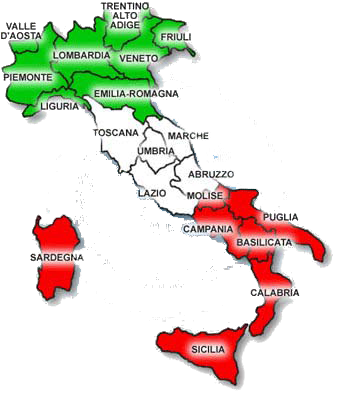 TRENTINO
ALTO
ADIGE
VALLE
D'AOSTA
FRIULI
LOMBARDIA
VENETO
PIEMONTE
EMILIA-ROMAGNA
LIGURIA
TOSCANA
MARCHE
UMBRIA
ABRUZZO
LAZIO
MOLISE
PUGLIA
CAMPANIA
BASILICATA
SARDEGNA
CALABRIA
SICILIA